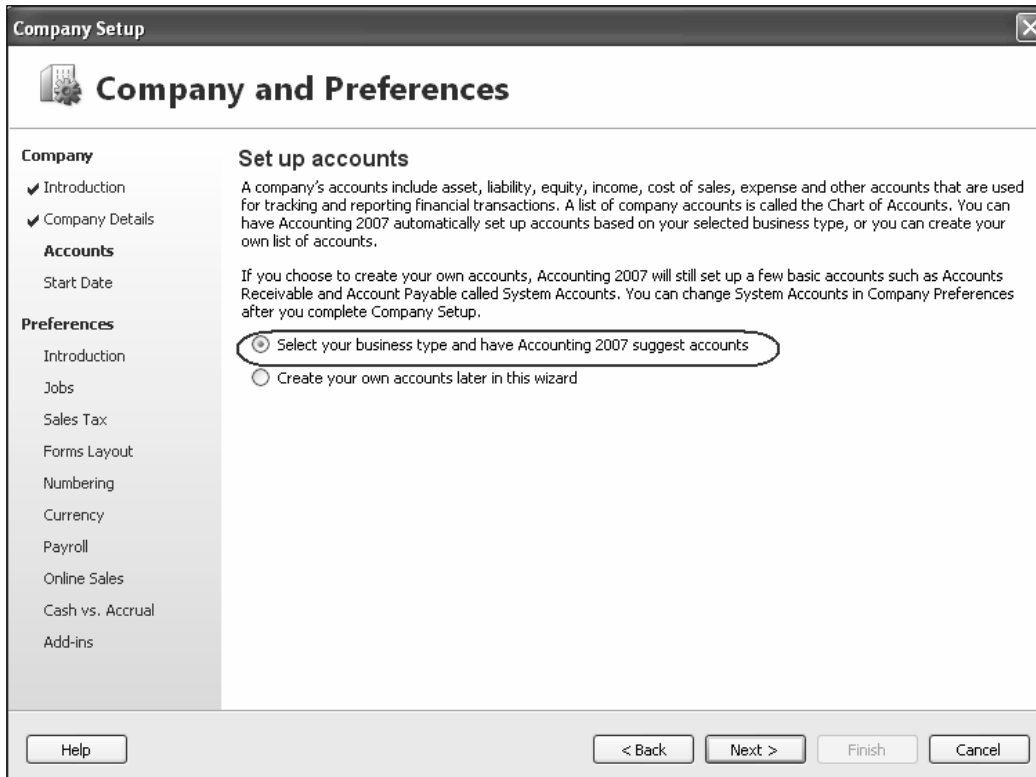 Company Setup
Company and Preferences
Company
Introduction
Company Details
Accounts
Start Date
Preferences
Introduction
Jobs
Sales Tax
Forms Layout
Numbering
Currency
Payroll
Online Sales
Cash vs. Accrual
Add-ins
Set up accounts
A company's accounts include asset, liability, equity, income, cost of sales, expense and other accounts that are used
for tracking and reporting financial transactions. A list of company accounts is called the Chart of Accounts. You can
have Accounting 2007 automatically set up accounts based on your selected business type, or you can create your
own list of accounts.
If you choose to create your own accounts, Accounting 2007 will still set up a few basic accounts such as Accounts
Receivable and Account Payable called System Accounts. You can change System Accounts in Company Preferences
after you complete Company Setup.
Select your business type and have Accounting 2007 suggest accounts
Create your own accounts later in this wizard
Help
< Back
Next >
Finish
Cancel